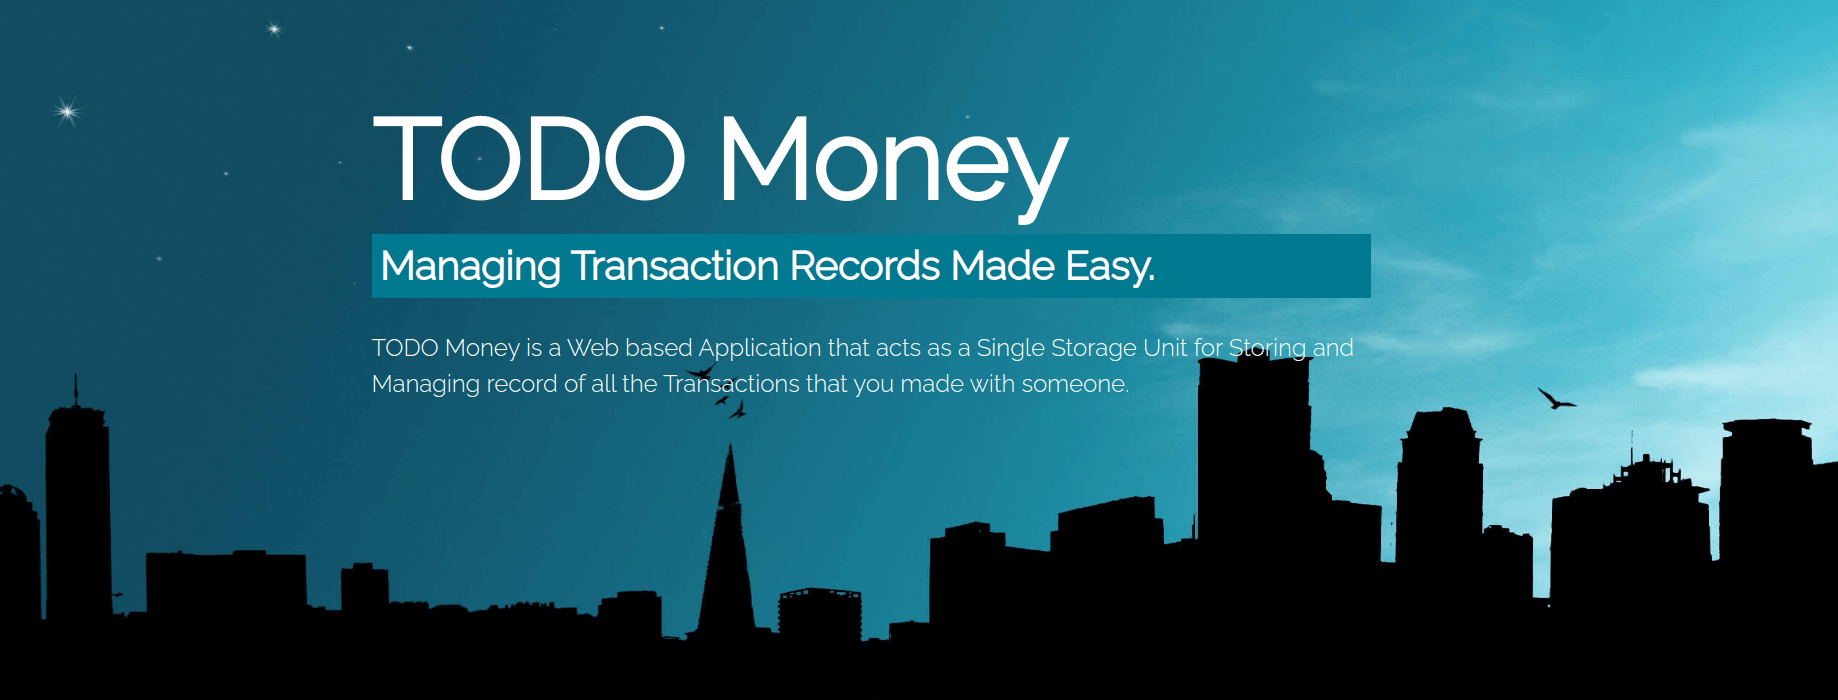 TODO Money
Managing Transaction Records Made Easy.
TODO Money is a Web based Application that acts as a Single Storage Unit for Storing and
Managing record of all the Transactions that you made with someone.